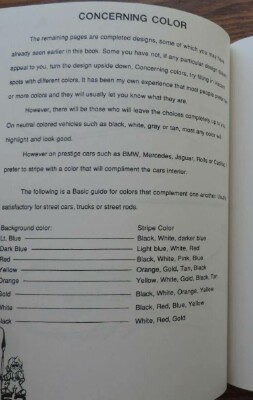 CONCERNING COLOR
The remaining pages are completed designs, some of which you may have
already seen earlier in this book. Some you have not, if any particular design doesn't
appeal to you, turn the design upside down. Concerning colors, try filling in
spots with different colors. It has been my own experience that most people
or more colors and they will usually let you know what they are.
However, there will be those who will leave the choices completely up to you.
On neutral colored vehicles such as black, white, gray or tan, most any color will
highlight and look good.
However on prestige cars such as BMW, Mercedes, Jaguar, Rolls or Cadillac, I
prefer to stripe with a color that will compliment the cars interior.
The following is a Basic guide for colors that complement one another
satisfactory for street cars, trucks or street rods.
Background color: Stripe Color
Lt. Blue Black, White, darker blue
Dark Blue Light blue, White, Red
Red Black, White, Pink, Blue
Yellow Orange, Gold, Tan, Black
Orange Yellow, White, Gold, Black, Tan
Gold Black, White, Orange, Yellow
White Black, Red, Blue, Yellow
Black White, Red, Gold